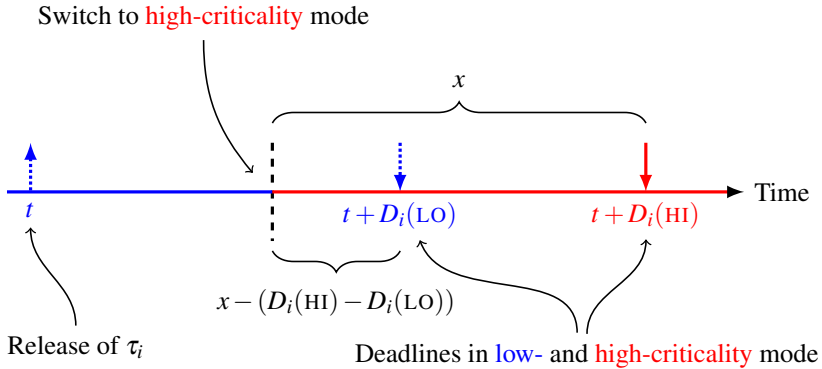 Switch to high-criticality mode
x
Time
t
t + D_i(LO)
t + D_i(HI)
x − (D_i(HI) − D_i(LO))
Release of τ_i
Deadlines in low- and high-criticality mode